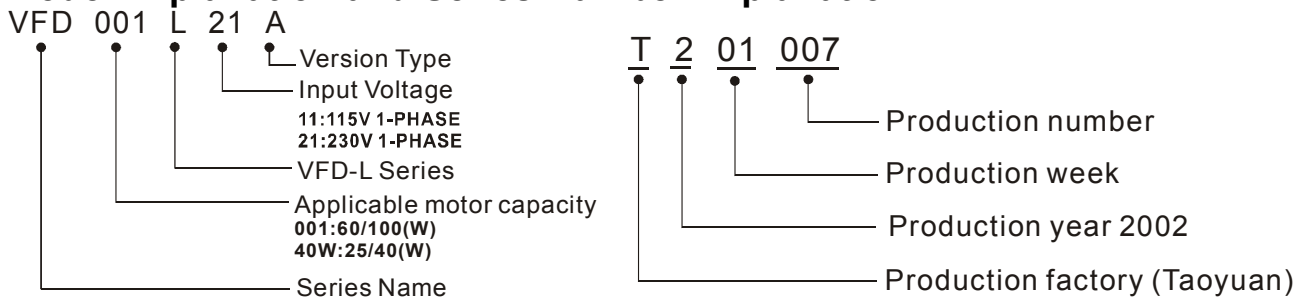 VFD 001 L 21 A
Version Type
Input Voltage
11:115V 1-PHASE
21:230V 1-PHASE
VFD-L Series
Applicable motor capacity
001:60/100(W)
40W:25/40(W)
Series Name
T 2 01 007
Production number
Production week
Production year 2002
Production factory (Taoyuan)